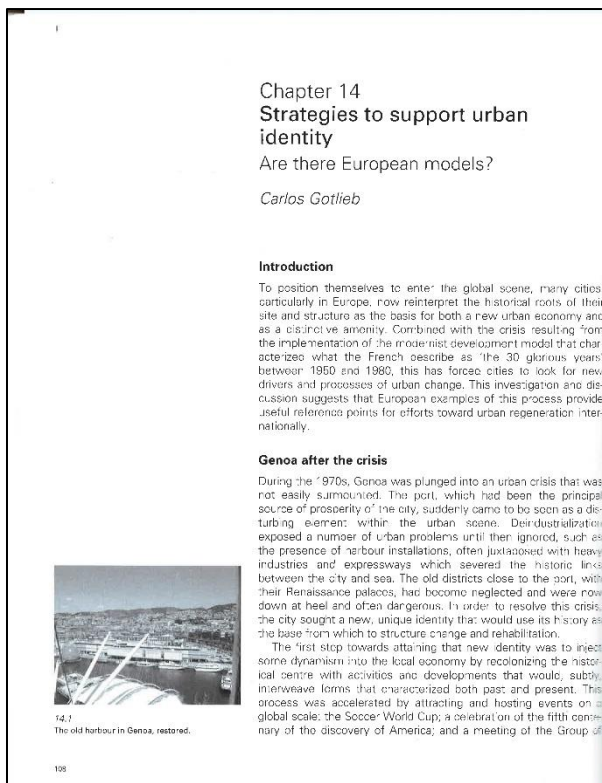 Chapter 14
Strategies to support urban
identity
Are there European models?
Carlos Gotlieb
Introduction
To position themselves to enter the global scene, many cities,
particularly in Europe, now reinterpret the historical roots of their
site and structure as the basis for both a new urban economy and
as a distinctive amenity. Combined with the crisis resulting from
the implementation of the modernist development model that char-
acterized what the French describe as 'the 30 glorious years'
between 1950 and 1980, this has forced cities to look for new
drivers and processes of urban change. This investigation and dis-
cussion suggests that European examples of this process provide
useful reference points for efforts toward urban regeneration inter-
nationally.
Genoa after the crisis
During the 1970s, Genoa was plunged into an urban crisis that was
not easily surmounted. The port, which had been the principal
source of prosperity of the city, suddenly came to be seen as a dis-
turbing element within the urban scene. Deindustrialization
exposed a number of urban problems until then ignored, such as
the presence of harbour installations, often juxtaposed with heavy
industries and expressways which severed the historic links
between the city and sea. The old districts close to the port, with
their Renaissance palaces, had become neglected and were now
down at heel and often dangerous. In order to resolve this crisis,
the city sought a new, unique identity that would use its history as
the base from which to structure change and rehabilitation.
The first step towards attaining that new identity was to inject
some dynamism into the local economy by recolonizing the histor-
ical centre with activities and developments that would, subtly,
interweave forms that characterized both past and present. This
process was accelerated by attracting and hosting events on a
global scale: the Soccer World Cup; a celebration of the fifth cente-
nary of the discovery of America; and a meeting of the Group of
14.1
The old harbour in Genoa, restored.
108